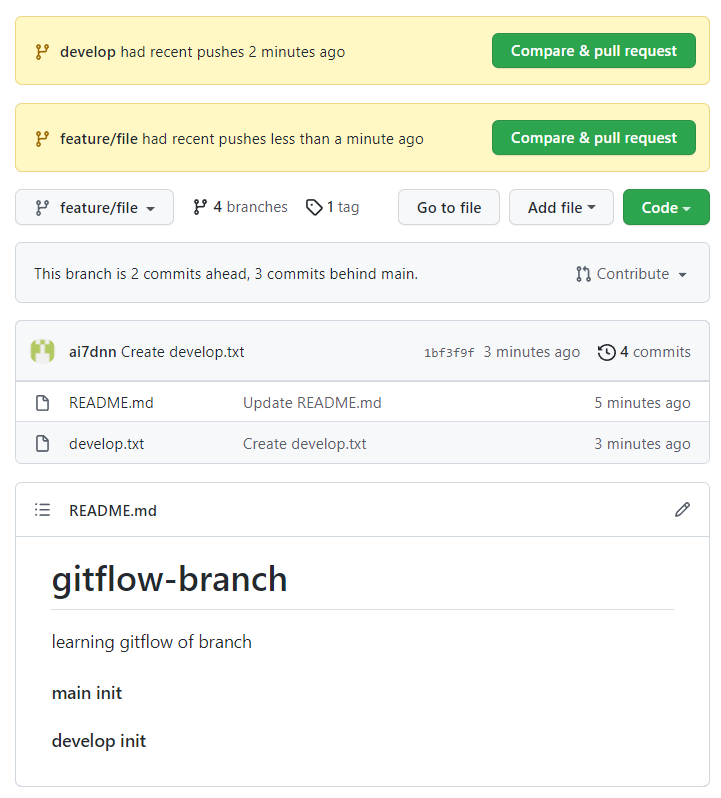 develop had recent pushes 2 minutes ago Compare & pull request
feature/file had recent pushes less than a minute ago Compare & pull request
feature/file 4 branches 1 tag Go to file Add file Code
This branch is 2 commits ahead, 3 commits behind main. Contribute
ai7dnn Create develop.txt 1bf3f9f 3 minutes ago 4 commits
README.md Update README.md 5 minutes ago
develop.txt Create develop.txt 3 minutes ago
README.md
gitflow-branch
learning gitflow of branch
main init
develop init